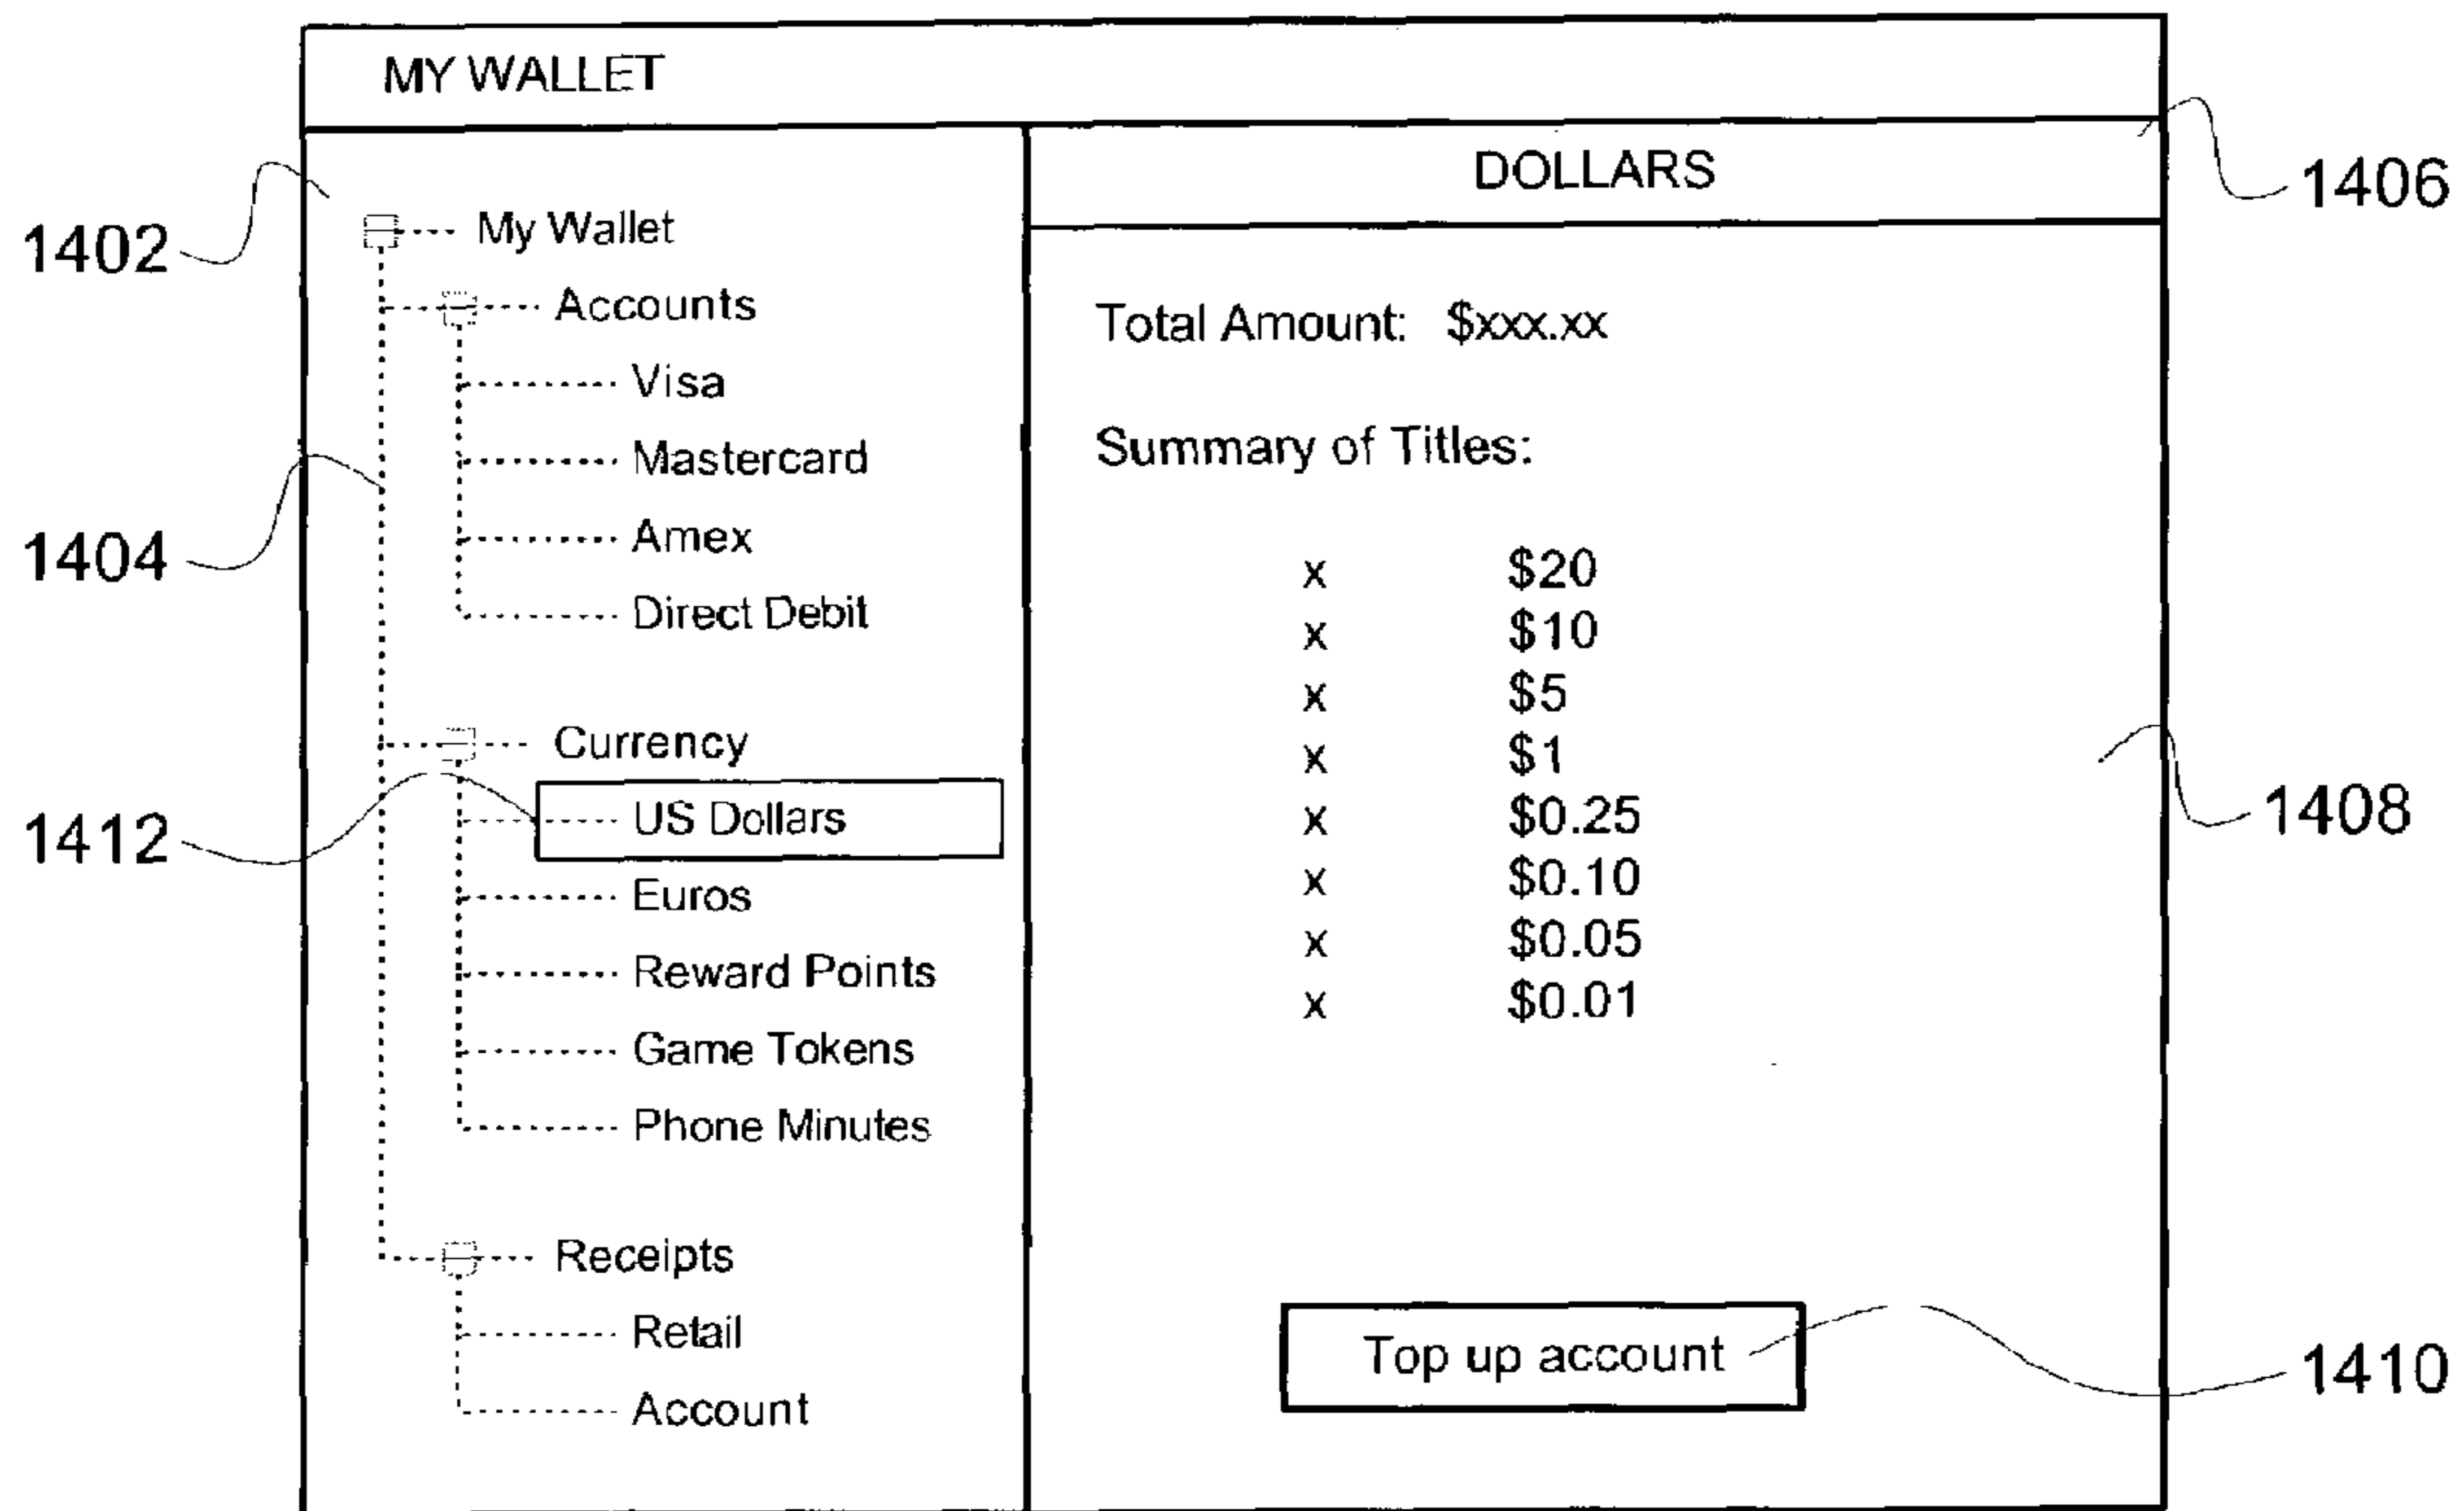 MY WALLET
DOLLARS
1406
1402
My Wallet
Accounts
Visa
Mastercard
Amex
Direct Debit
1404
Currency
US Dollars
1412
Euros
Reward Points
Game Tokens
Phone Minutes
Receipts
Retail
Account
Total Amount: $xxx.xx
Summary of Titles:
x $20
x $10
x $5
x $1
x $0.25
x $0.10
x $0.05
x $0.01
1408
Top up account
1410